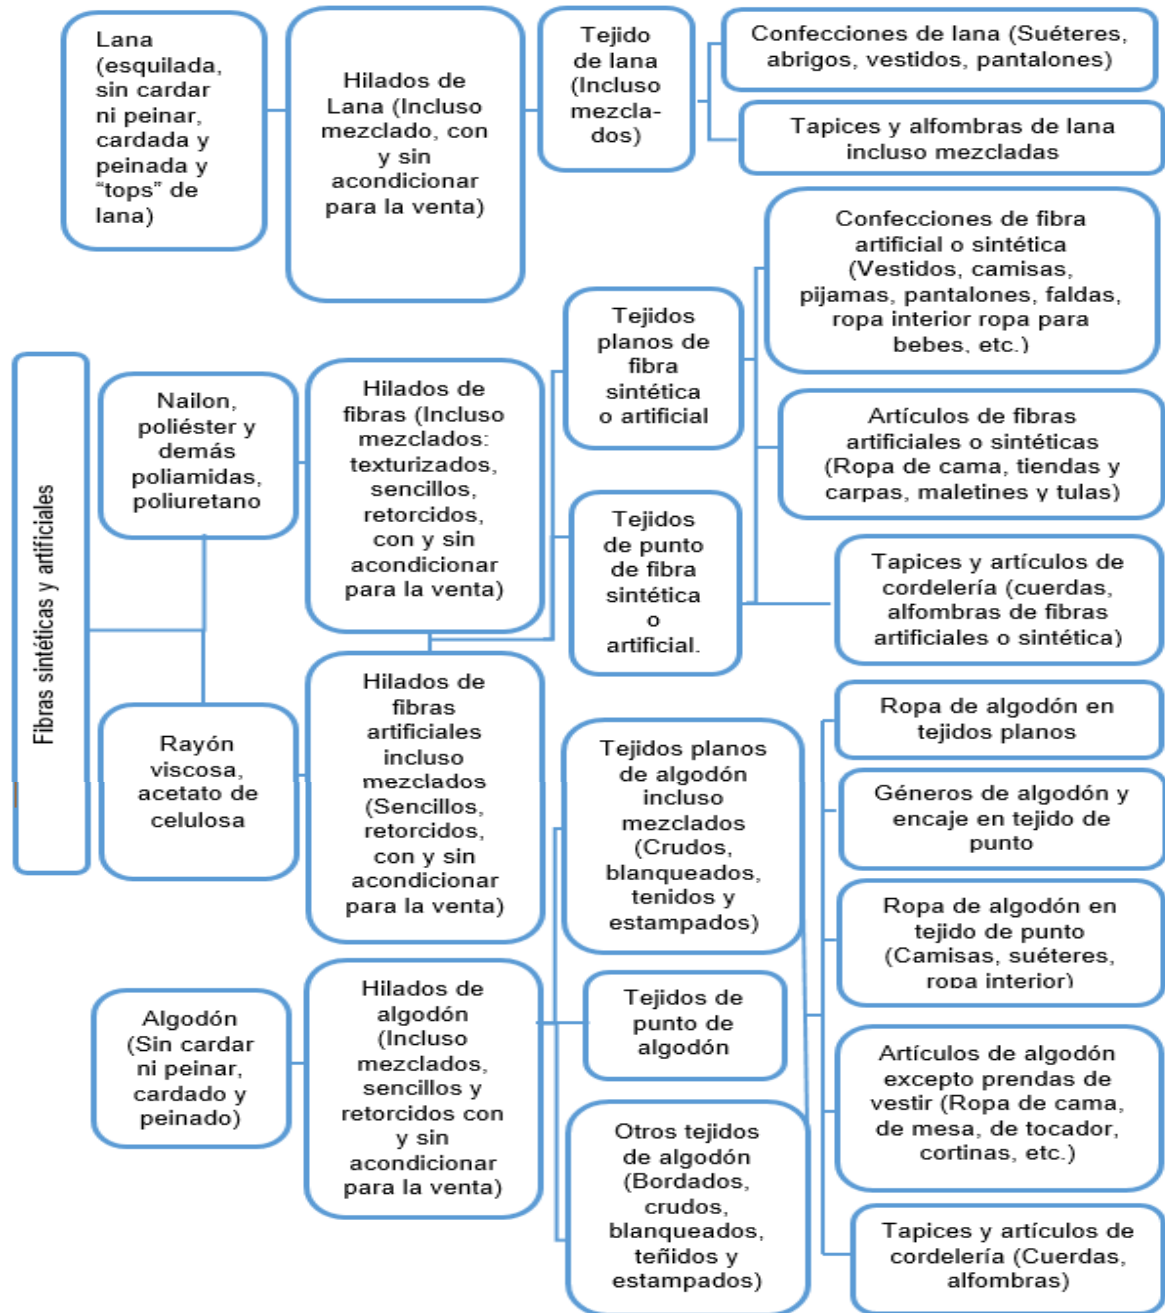 Lana
(esquilada,
sin cardar
ni peinar,
cardada y
peinada y
“tops” de
lana)
Hilados de
Lana (Incluso
mezclado, con
y sin
acondicionar
para la venta)
Tejido
de lana
(Incluso
mezcla-
dos)
Confecciones de lana (Suéteres,
abrigos, vestidos, pantalones)
Tapices y alfombras de lana
incluso mezcladas
Fibras sintéticas y artificiales
Nailon,
poliéster y
demás
poliamidas,
poliuretano
Hilados de
fibras (Incluso
mezclados:
texturizados,
sencillos,
retorcidos,
con y sin
acondicionar
para la venta)
Tejidos
planos de
fibra
sintética
o artificial
Tejidos
de punto
de fibra
sintética
o
artificial.
Confecciones de fibra
artificial o sintética
(Vestidos, camisas,
pijamas, pantalones, faldas,
ropa interior ropa para
bebes, etc.)
Artículos de fibras
artificiales o sintéticas
(Ropa de cama, tiendas y
carpas, maletines y tulas)
Tapices y artículos de
cordelería (cuerdas,
alfombras de fibras
artificiales o sintética)
Rayón
viscosa,
acetato de
celulosa
Hilados de
fibras
artificiales
incluso
mezclados
(Sencillos,
retorcidos,
con y sin
acondicionar
para la venta)
Algodón
(Sin cardar
ni peinar,
cardado y
peinado)
Hilados de
algodón
(Incluso
mezclados,
sencillos y
retorcidos con
y sin
acondicionar
para la venta)
Tejidos planos
de algodón
incluso
mezclados
(Crudos,
blanqueados,
tenidos y
estampados)
Tejidos de
punto de
algodón
Otros tejidos
de algodón
(Bordados,
crudos,
blanqueados,
teñidos y
estampados)
Ropa de algodón en
tejidos planos
Géneros de algodón y
encaje en tejido de
punto
Ropa de algodón en
tejido de punto
(Camisas, suéteres,
ropa interior)
Artículos de algodón
excepto prendas de
vestir (Ropa de cama,
de mesa, de tocador,
cortinas, etc.)
Tapices y artículos de
cordelería (Cuerdas,
alfombras)